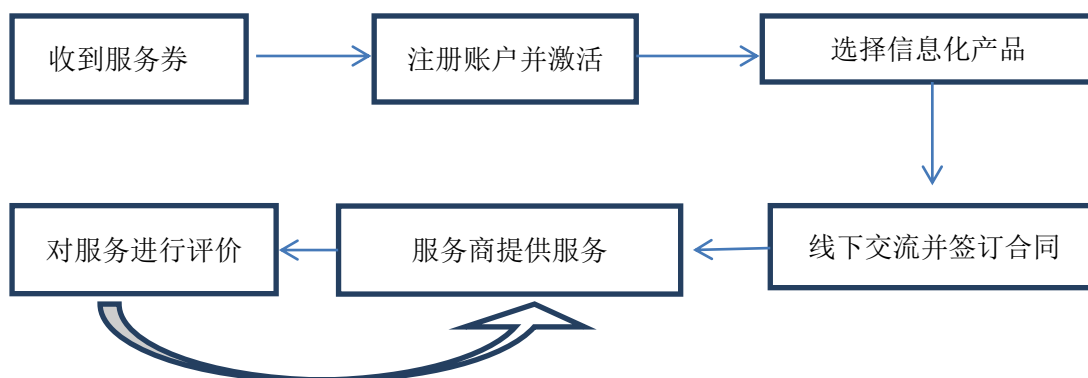 收到服务券
注册账户并激活
选择信息化产品
线下交流并签订合同
服务商提供服务
对服务进行评价